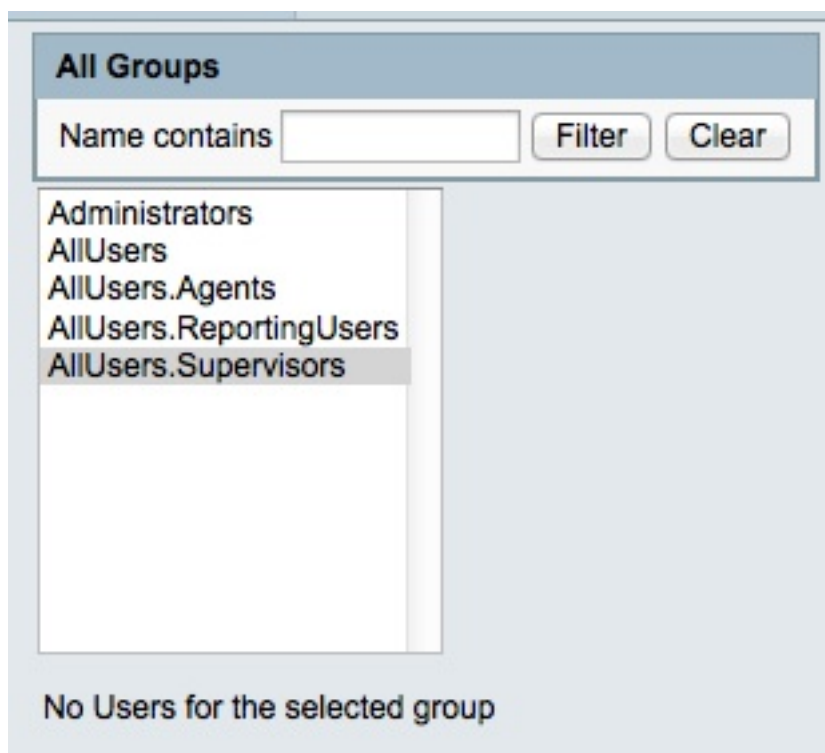 All Groups
Name contains Filter Clear
Administrators
AllUsers
AllUsers.Agents
AllUsers.ReportingUsers
AllUsers.Supervisors
No Users for the selected group